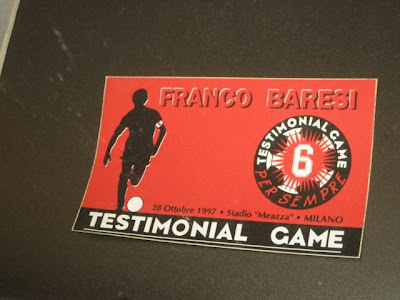 FRANCO BARESI
TESTIMONIAL GAME
6
PER SEMPRE
28 Ottobre 1997 • Stadio "Meazza" • MILANO
TESTIMONIAL GAME